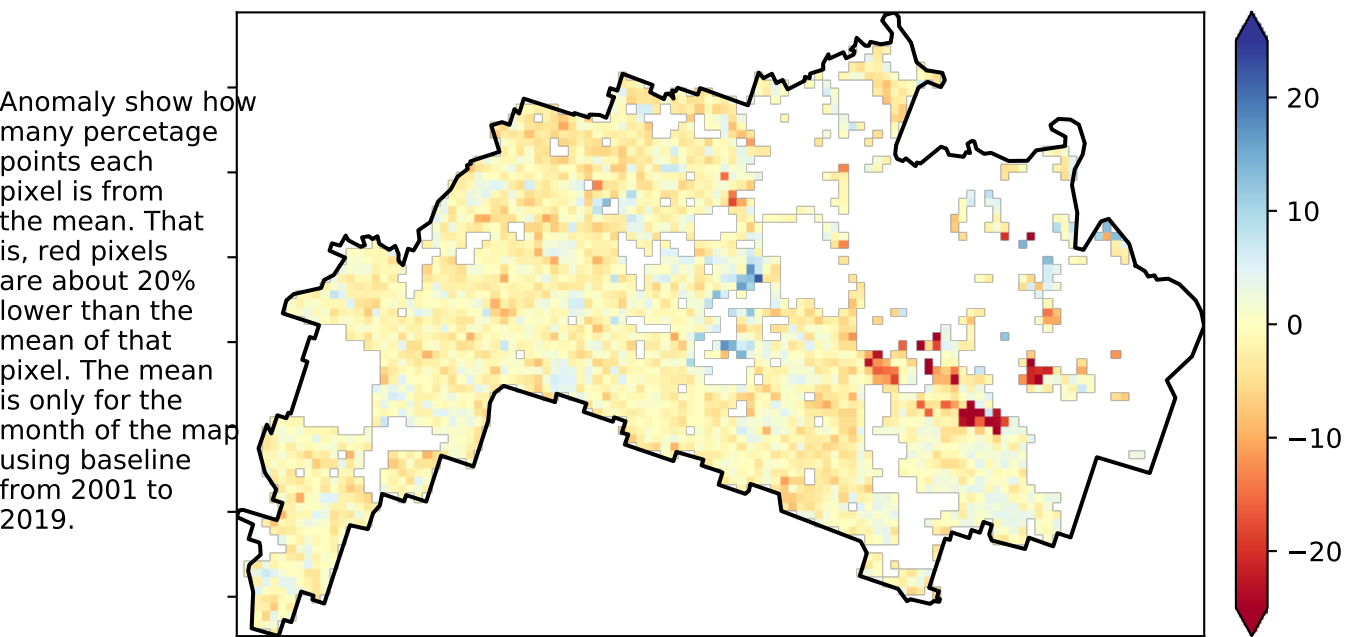 Anomaly show how
many percetage
points each
pixel is from
the mean. That
is, red pixels
are about 20%
lower than the
mean of that
pixel. The mean
is only for the
month of the map
using baseline
from 2001 to
2019.
20
10
0
−10
−20